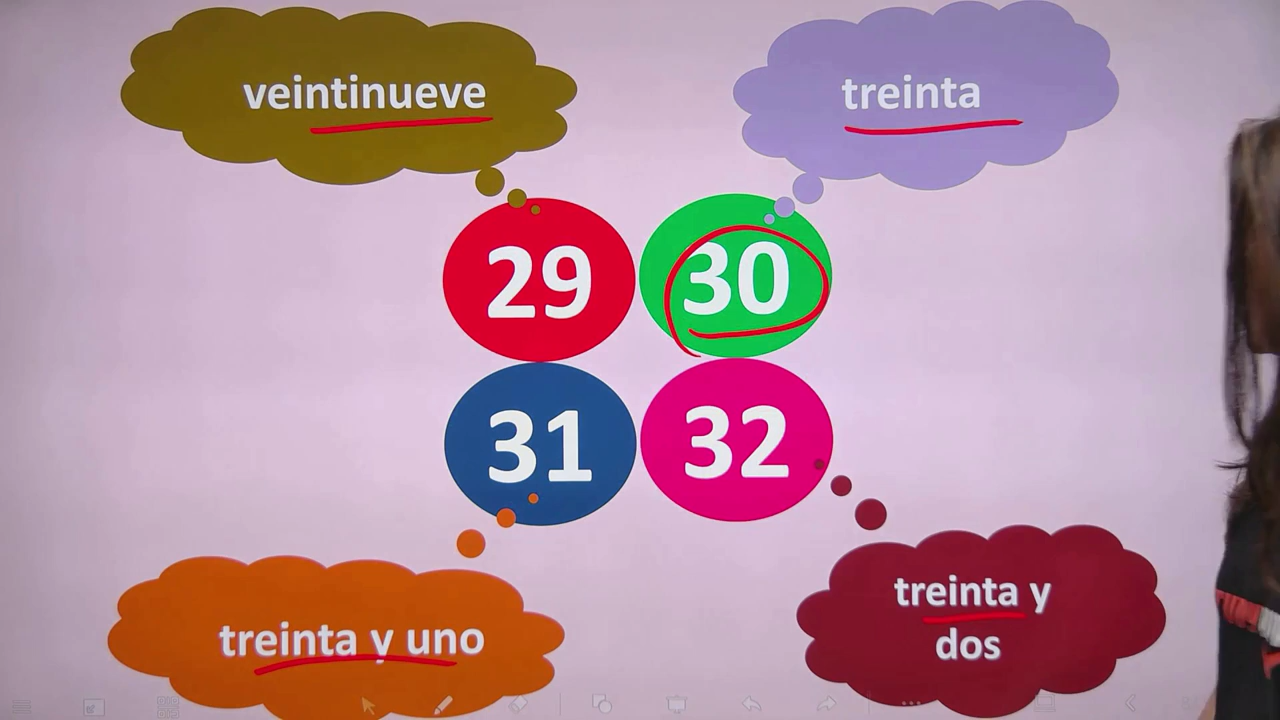 veintinueve
treinta
29
30
31
32
treinta y uno
treinta y
dos